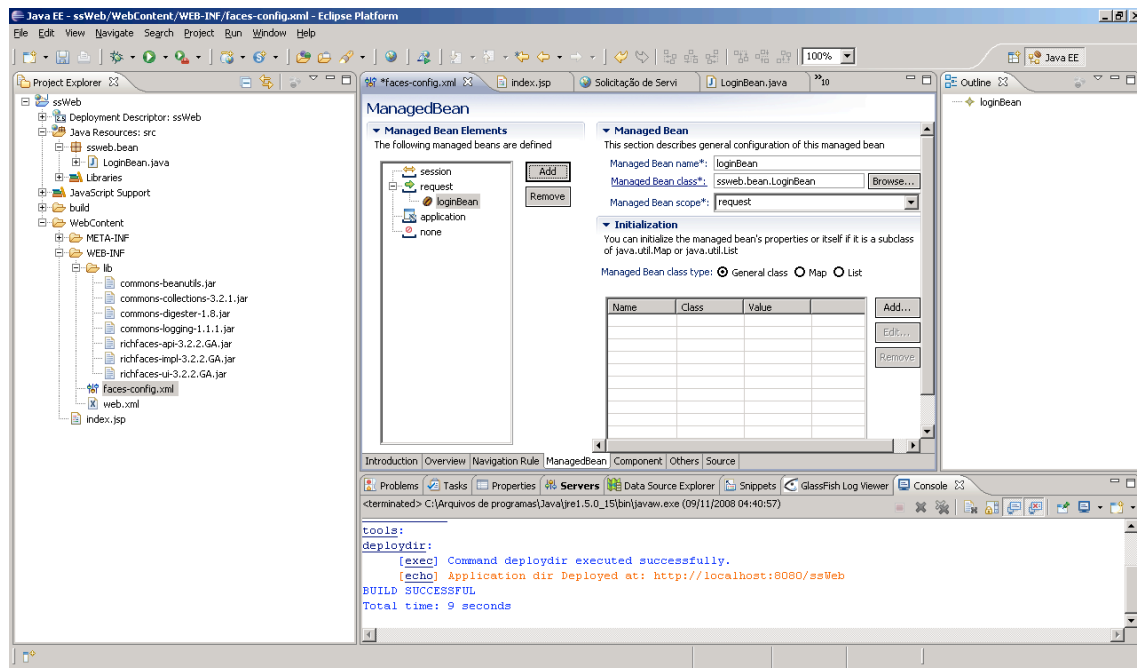 Java EE - ssWeb/WebContent/WEB-INF/faces-config.xml - Eclipse Platform
File Edit View Navigate Search Project Run Window Help
100%
Java EE
Project Explorer
ssWeb
Deployment Descriptor: ssWeb
Java Resources: src
ssweb.bean
LoginBean.java
Libraries
JavaScript Support
build
WebContent
META-INF
WEB-INF
lib
commons-beanutils.jar
commons-collections-3.2.1.jar
commons-digester-1.8.jar
commons-logging-1.1.1.jar
richfaces-api-3.2.2.GA.jar
richfaces-impl-3.2.2.GA.jar
richfaces-ui-3.2.2.GA.jar
faces-config.xml
web.xml
index.jsp
*faces-config.xml index.jsp Solicitação de Servi LoginBean.java »10
ManagedBean
Managed Bean Elements
The following managed beans are defined
session
request
loginBean
application
none
Add
Remove
Managed Bean
This section describes general configuration of this managed bean
Managed Bean name*: loginBean
Managed Bean class*: ssweb.bean.LoginBean Browse...
Managed Bean scope*: request
Initialization
You can initialize the managed bean's properties or itself if it is a subclass
of java.util.Map or java.util.List
Managed Bean class type: General class Map List
Name Class Value
Add...
Edit...
Remove
Introduction Overview Navigation Rule ManagedBean Component Others Source
Outline
loginBean
Problems Tasks Properties Servers Data Source Explorer Snippets GlassFish Log Viewer Console
<terminated> C:\Arquivos de programas\Java\jre1.5.0_15\bin\javaw.exe (09/11/2008 04:40:57)
tools:
deploydir:
[exec] Command deploydir executed successfully.
[echo] Application dir Deployed at: http://localhost:8080/ssWeb
BUILD SUCCESSFUL
Total time: 9 seconds